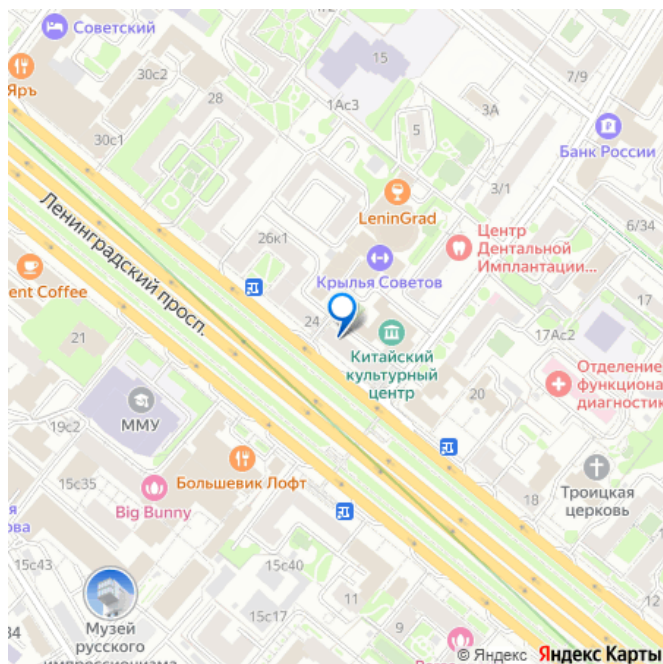 Советский
15
7/9
30с2
Яръ
28
1Ас3
3А
5
Банк России
30с1
3/1
LeninGrad
6/34
Центр
Дентальной
Имплантации...
26к1
Ленинградский просп.
Крылья Советов
ent Coffee
24
17
17Ас2
21
Китайский
культурный
центр
Отделение
функциона
диагностик
20
ММУ
19с2
Большевик Лофт
15с35
Big Bunny
18
Троицкая
церковь
я
ова
15с43
15с40
11
15с17
34
9
Музей
русского
импрессионизма
© Яндекс
Яндекс Карты